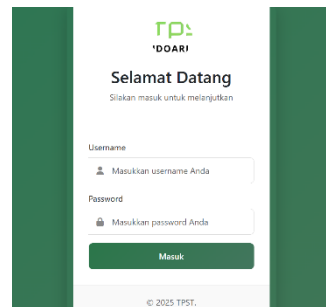 Selamat Datang
Silakan masuk untuk melanjutkan
Username
Masukkan username Anda
Password
Masukkan password Anda
Masuk
© 2025 TPST.